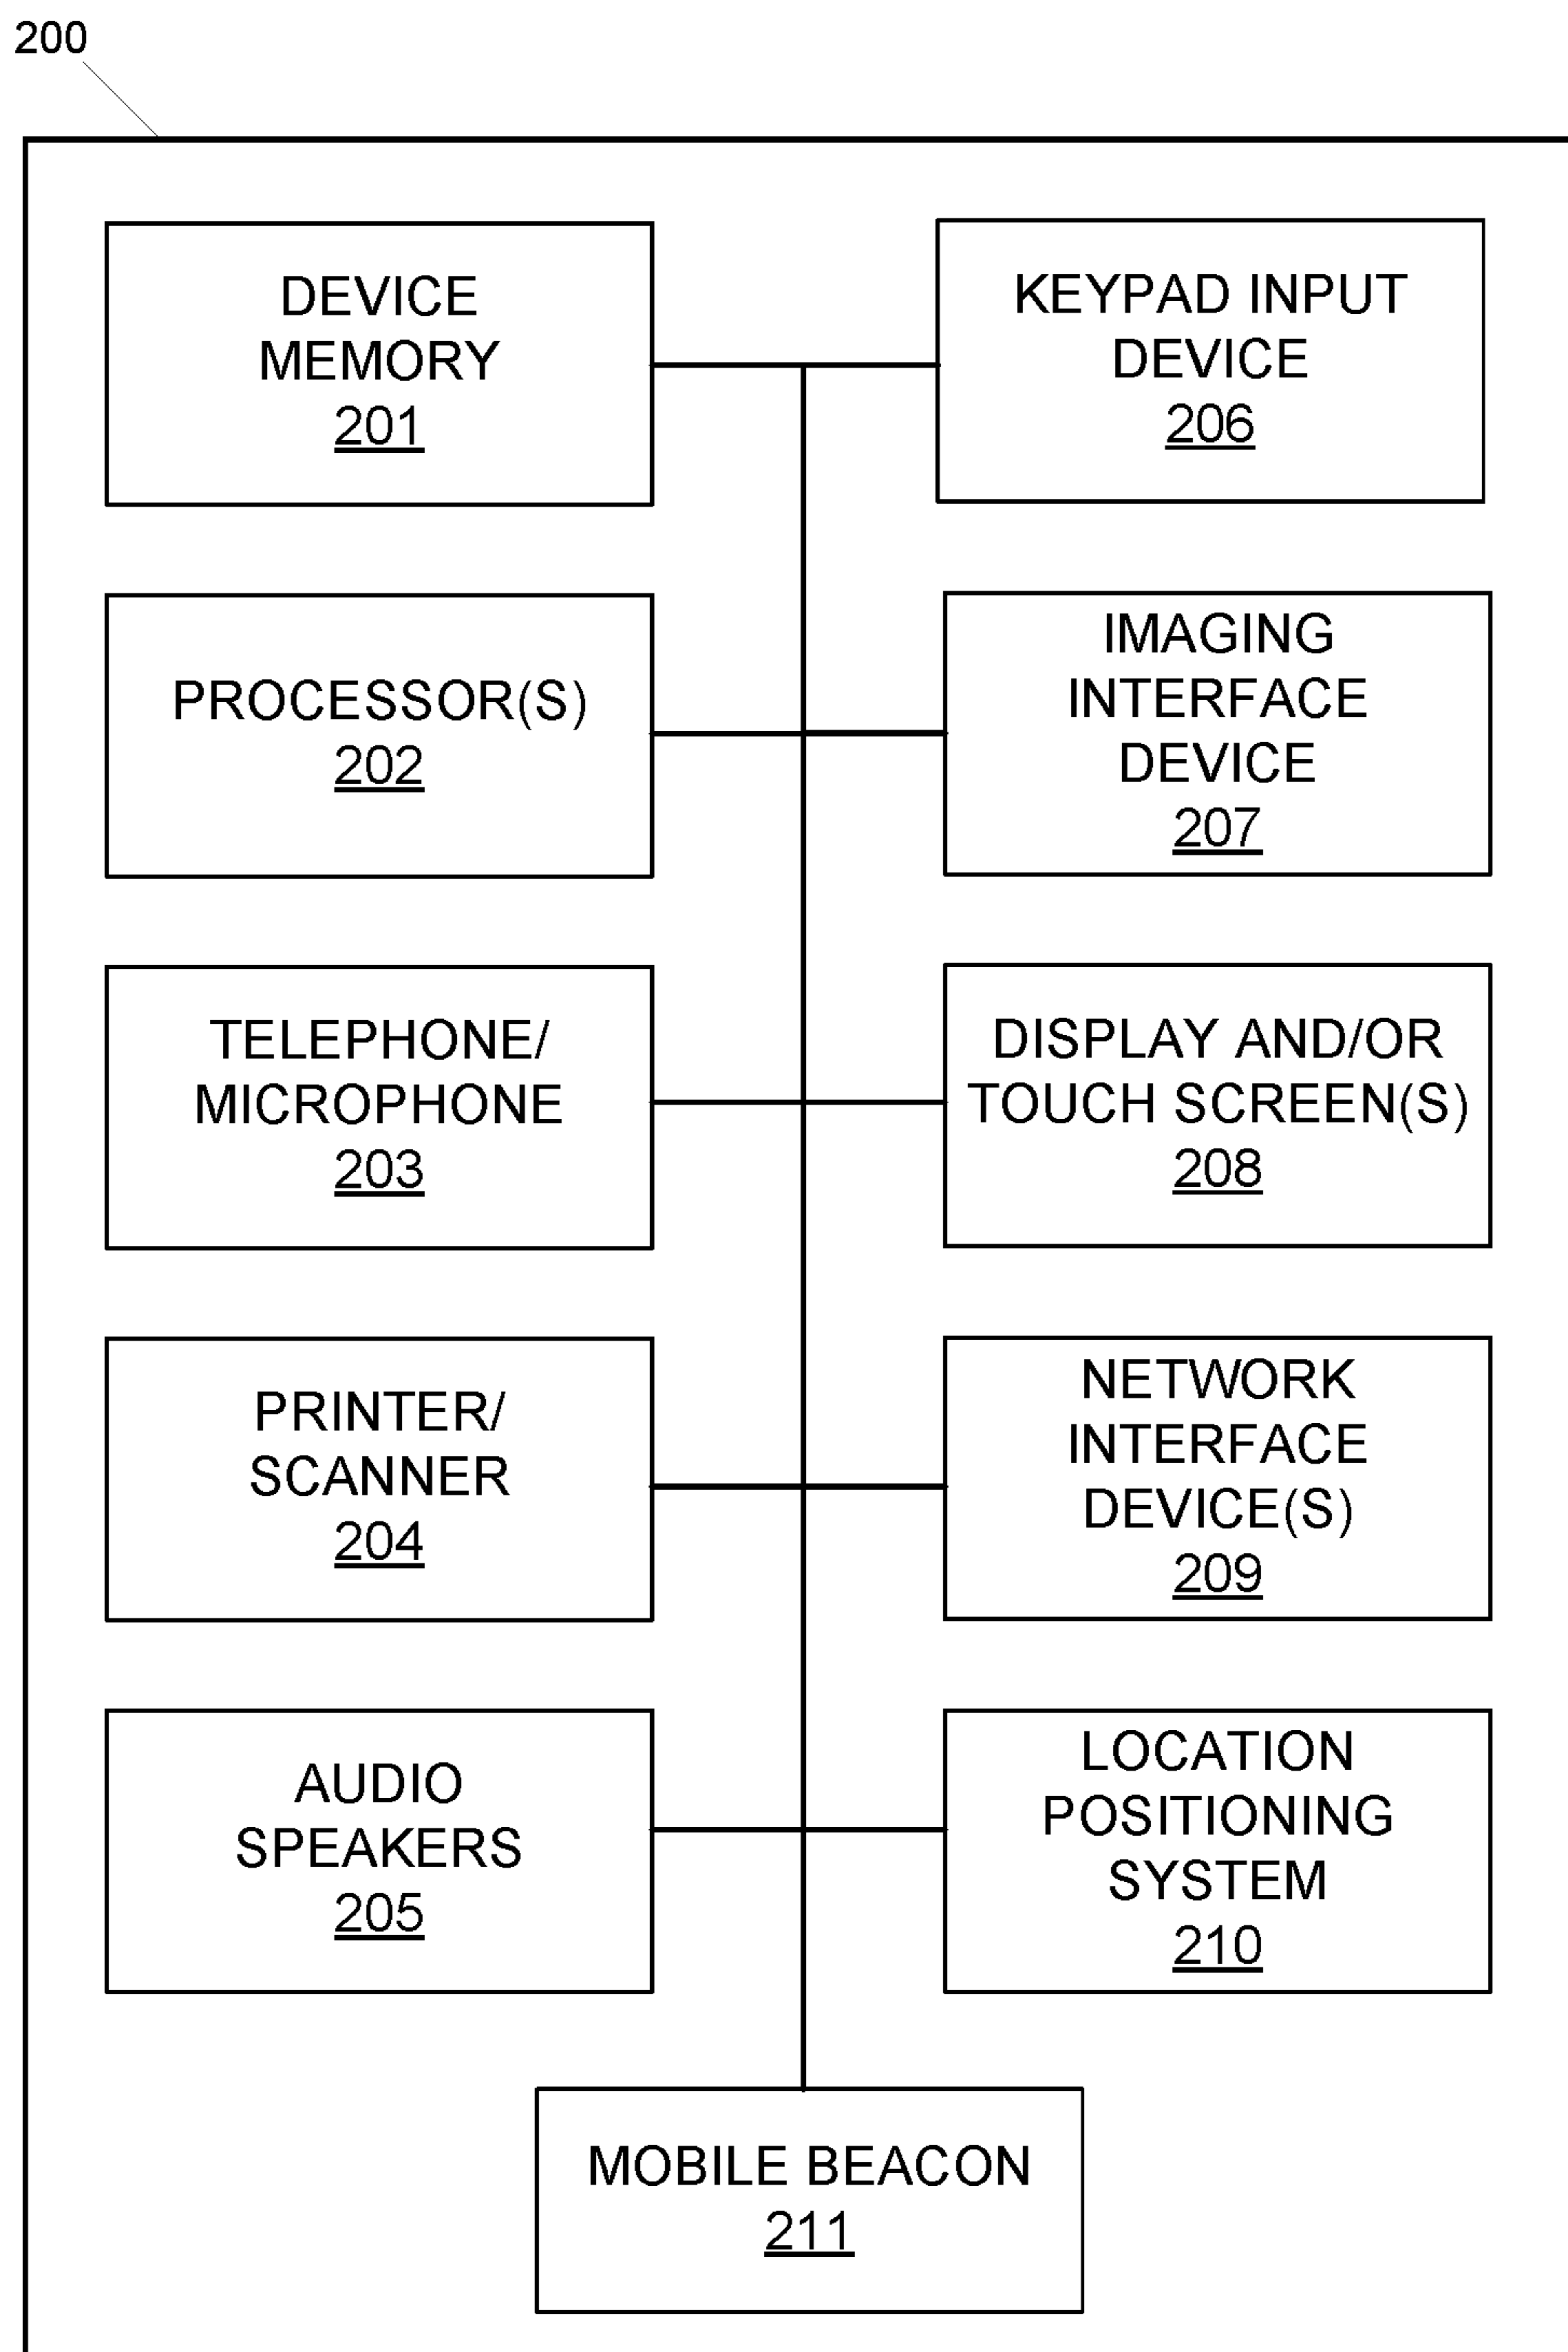 200
DEVICE
MEMORY
201
KEYPAD INPUT
DEVICE
206
PROCESSOR(S)
202
IMAGING
INTERFACE
DEVICE
207
TELEPHONE/
MICROPHONE
203
DISPLAY AND/OR
TOUCH SCREEN(S)
208
PRINTER/
SCANNER
204
NETWORK
INTERFACE
DEVICE(S)
209
AUDIO
SPEAKERS
205
LOCATION
POSITIONING
SYSTEM
210
MOBILE BEACON
211